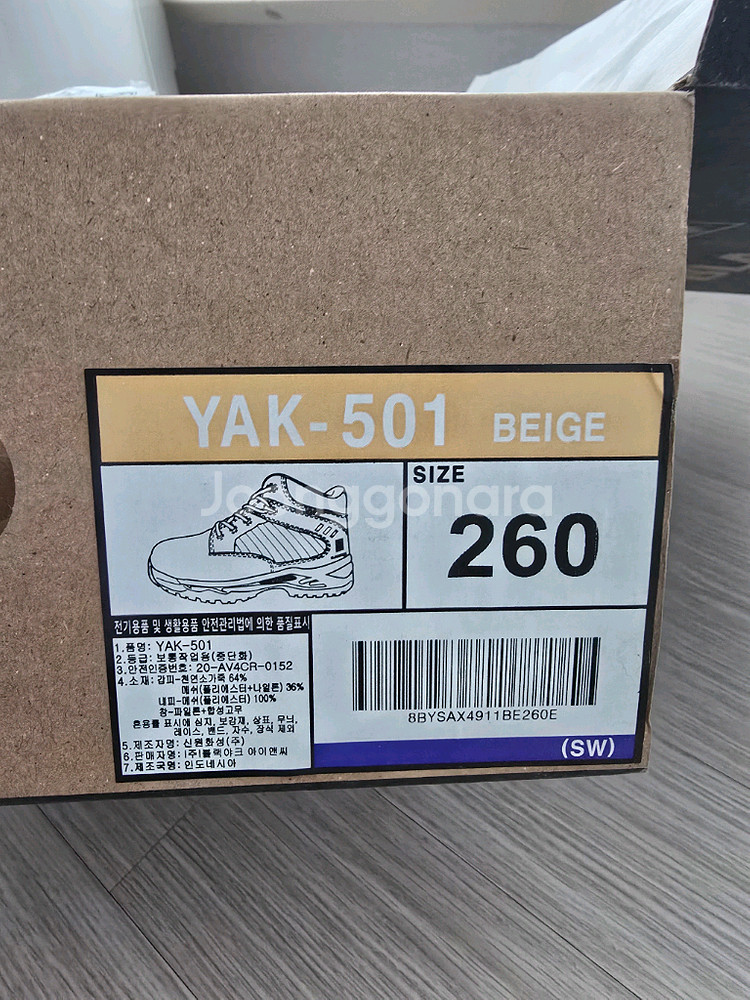 YAK-501 BEIGE
SIZE
260
Joonggonara
전기용품 및 생활용품 안전관리법에 의한 품질표시
1.품명: YAK-501
2.등급: 보통작업용(중단화)
3.안전인증번호: 20-AV4CR-0152
4.소재: 겉피-천연소가죽 64%
메쉬(폴리에스터+나일론) 36%
내피-메쉬(폴리에스터) 100%
창-파일론+합성고무
혼용률 표시에 심지, 보강재, 상표, 무늬,
레이스, 밴드, 자수, 장식 제외
5.제조자명: 신원화성(주)
6.판매자명: (주)블랙야크 아이앤씨
7.제조국명: 인도네시아
8BYSAX4911BE260E
(SW)